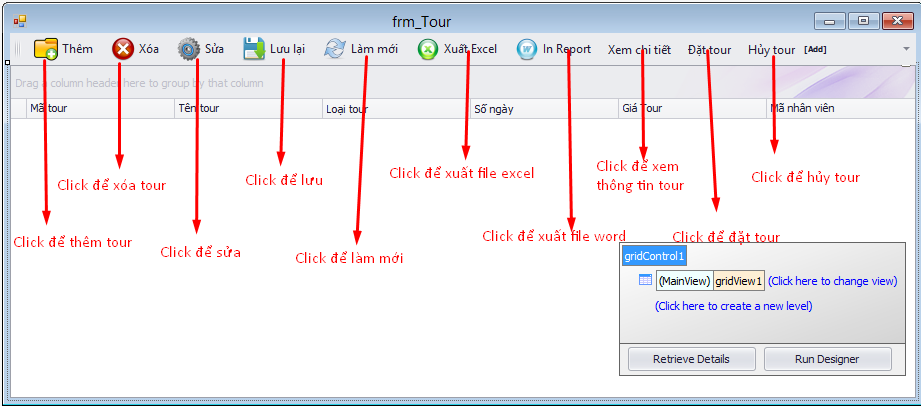 frm_Tour
Thêm Xóa Sửa Lưu lại Làm mới Xuất Excel In Report Xem chi tiết Đặt tour Hủy tour [Add]
Drag a column header here to group by that column
Mã tour Tên tour Loại tour Số ngày Giá Tour Mã nhân viên
Click để xóa tour
Click để lưu
Click để xuất file excel
Click để xem
thông tin tour
Click để hủy tour
Click để thêm tour
Click để sửa
Click để làm mới
Click để xuất file word
Click để đặt tour
gridControl1
(MainView) gridView1 (Click here to change view)
(Click here to create a new level)
Retrieve Details Run Designer